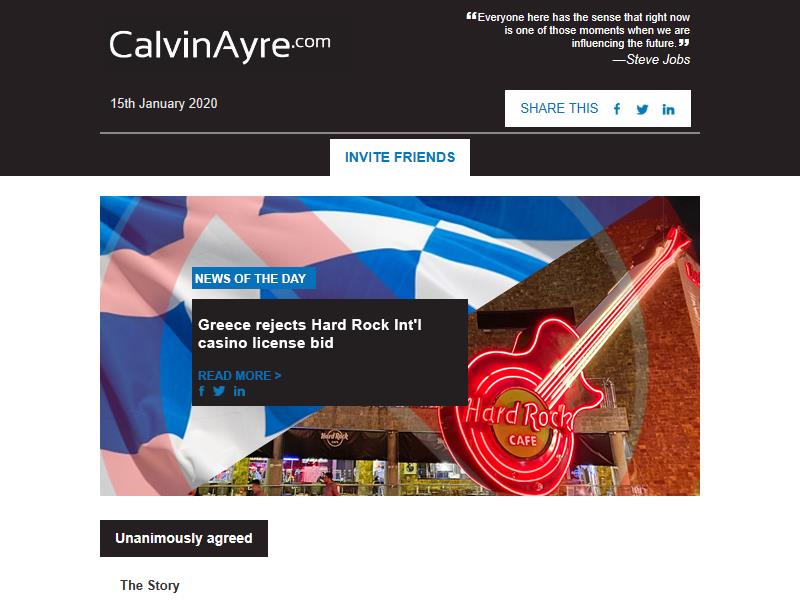 CalvinAyre.com
“Everyone here has the sense that right now
is one of those moments when we are
influencing the future.”
—Steve Jobs
15th January 2020
SHARE THIS
INVITE FRIENDS
NEWS OF THE DAY
Greece rejects Hard Rock Int'l
casino license bid
READ MORE >
Hard Rock
CAFE
Hard Rock
Unanimously agreed
The Story